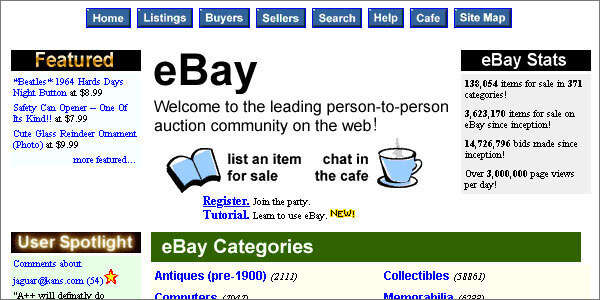 Home Listings Buyers Sellers Search Help Cafe Site Map
Featured
*Beatles* 1964 Hards Days
Night Button at $8.99
Safety Can Opener -- One Of
Its Kind!! at $7.99
Cute Glass Reindeer Ornament
(Photo) at $9.99
more featured...
eBay
Welcome to the leading person-to-person
auction community on the web!
list an item
for sale
chat in
the cafe
Register. Join the party.
Tutorial. Learn to use eBay. NEW!
eBay Stats
138,054 items for sale in 371
categories!
3,623,170 items for sale on
eBay since inception!
14,726,796 bids made since
inception!
Over 3,000,000 page views
per day!
User Spotlight
Comments about
jaguar@kans.com (54)
"A++ will definatly do
eBay Categories
Antiques (pre-1900) (2111)
Collectibles (58861)
Computers
Memorabilia